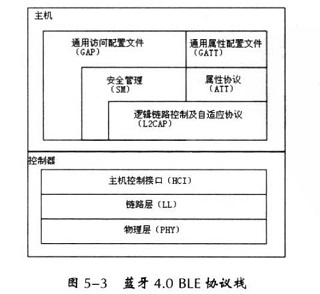 主机
通用访问配置文件
(GAP)
通用属性配置文件
(GATT)
安全管理
(SM)
属性协议
(ATT)
逻辑链路控制及自适应协议
(L2CAP)
控制器
主机控制接口(HCI)
链路层(LL)
物理层(PHY)
图 5-3 蓝牙 4.0 BLE 协议栈